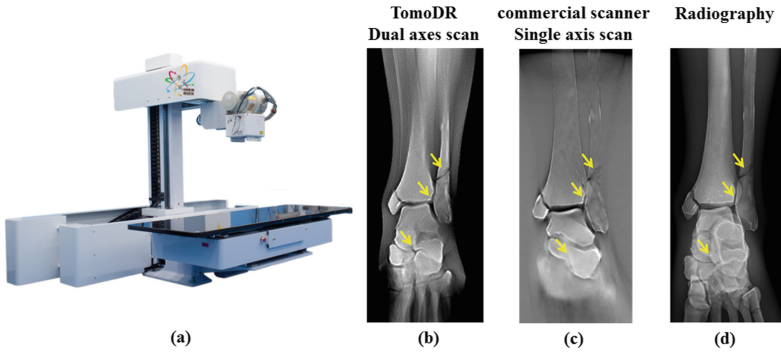 TomoDR
Dual axes scan
commercial scanner
Single axis scan
Radiography
(a)
(b)
(c)
(d)